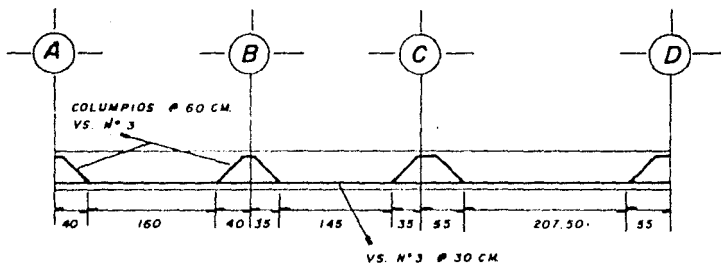 A B C D
COLUMPIOS @ 60 CM.
VS. N° 3
40 160 40 35 145 35 55 207.50 55
VS. N° 3 @ 30 CM.